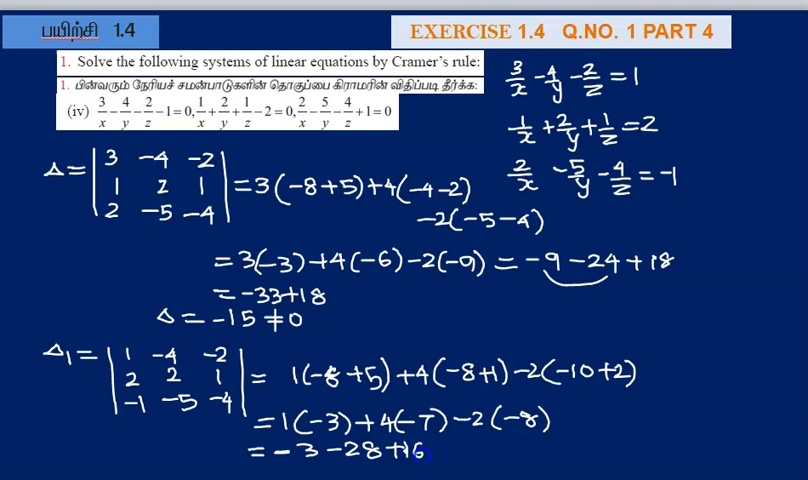 பயிற்சி 1.4
EXERCISE 1.4 Q.NO. 1 PART 4
1. Solve the following systems of linear equations by Cramer's rule:
1. பின்வரும் நேரியச் சமன்பாடுகளின் தொகுப்பை கிராமரின் விதிப்படி தீர்க்க:
(iv) 3/x - 4/y - 2/z - 1 = 0, 1/x + 2/y + 1/z - 2 = 0, 2/x - 5/y - 4/z + 1 = 0
3/x - 4/y - 2/z = 1
1/x + 2/y + 1/z = 2
2/x - 5/y - 4/z = -1
Δ = | 3 -4 -2 |
| 1 2 1 | = 3(-8+5) + 4(-4-2)
| 2 -5 -4 |
-2(-5-4)
= 3(-3) + 4(-6) - 2(-9) = -9 - 24 + 18
= -33 + 18
Δ = -15 ≠ 0
Δ1 = | 1 -4 -2 |
| 2 2 1 | = 1(-8+5) + 4(-8+1) - 2(-10+2)
| -1 -5 -4 |
= 1(-3) + 4(-7) - 2(-8)
= -3 - 28 + 16